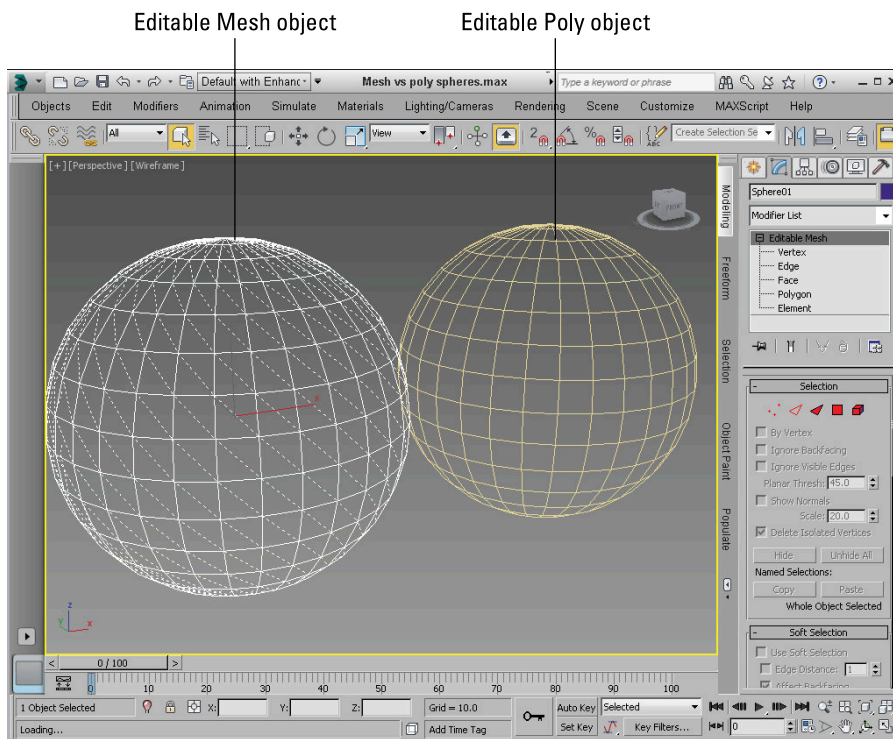 Editable Mesh object
Editable Poly object
Default with Enhanc
Mesh vs poly spheres.max
Type a keyword or phrase
Objects Edit Modifiers Animation Simulate Materials Lighting/Cameras Rendering Scene Customize MAXScript Help
All
View
2
%
ABC
Create Selection Se
[+] [Perspective] [Wireframe]
FRONT
x
z
y
x
Modeling
Freeform
Selection
Object Paint
Populate
Sphere01
Modifier List
Editable Mesh
Vertex
Edge
Face
Polygon
Element
- Selection
By Vertex
Ignore Backfacing
Ignore Visible Edges
Planar Thresh: 45.0
Show Normals
Scale: 20.0
Delete Isolated Vertices
Hide Unhide All
Named Selections:
Copy Paste
Whole Object Selected
- Soft Selection
Use Soft Selection
Edge Distance: 1
Affect Backfacing
< 0 / 100 >
0 10 20 30 40 50 60 70 80 90 100
1 Object Selected X: Y: Z: Grid = 10.0 Auto Key Selected
Loading... Add Time Tag Set Key Key Filters... 0